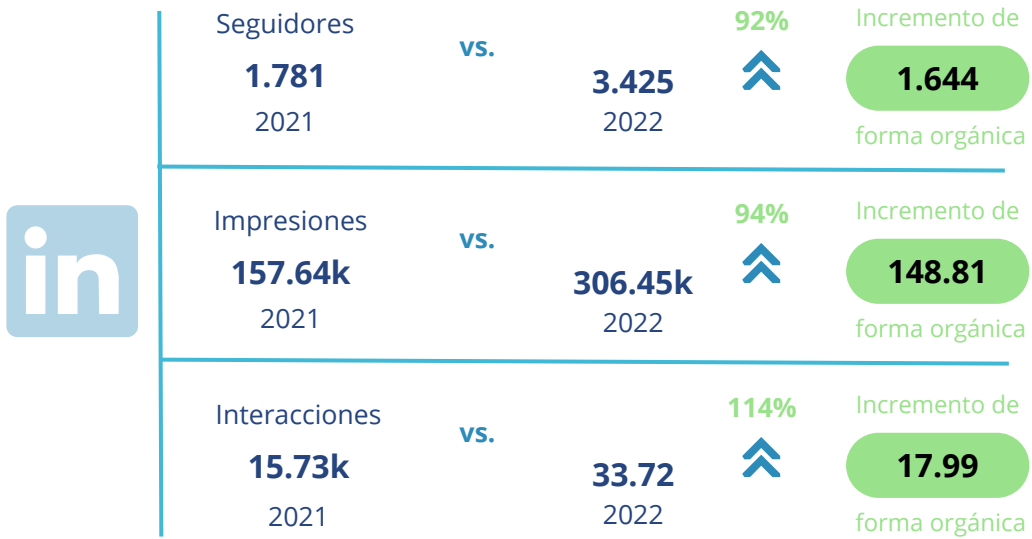 Seguidores
1.781
2021
vs.
3.425
2022
92%
Incremento de
1.644
forma orgánica
in
Impresiones
157.64k
2021
vs.
306.45k
2022
94%
Incremento de
148.81
forma orgánica
Interacciones
15.73k
2021
vs.
33.72
2022
114%
Incremento de
17.99
forma orgánica